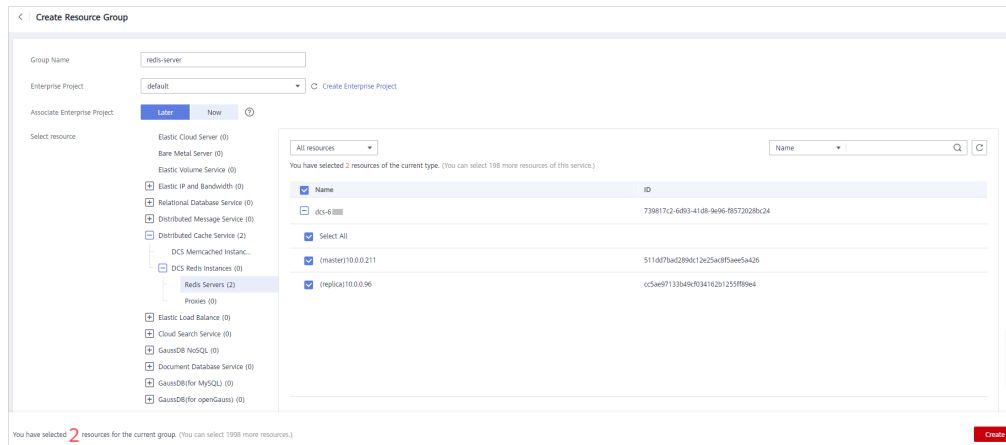 Create Resource Group
Group Name
redis-server
Enterprise Project
default
Create Enterprise Project
Associate Enterprise Project
Later
Now
Select resource
Elastic Cloud Server (0)
Bare Metal Server (0)
Elastic Volume Service (0)
Elastic IP and Bandwidth (0)
Relational Database Service (0)
Distributed Message Service (0)
Distributed Cache Service (2)
DCS Memcached Instanc...
DCS Redis Instances (0)
Redis Servers (2)
Proxies (0)
Elastic Load Balance (0)
Cloud Search Service (0)
GaussDB NoSQL (0)
Document Database Service (0)
GaussDB(for MySQL) (0)
GaussDB(for openGauss) (0)
All resources
Name
You have selected 2 resources of the current type. (You can select 198 more resources of this service.)
Name ID
dcs-6 739817c2-6d93-41d8-9e96-f8572028bc24
Select All
(master)10.0.0.211 511dd7bad289dc12e25ac8f5aee5a426
(replica)10.0.0.96 cc5ae97133b49cf034162b1255ff89e4
You have selected 2 resources for the current group. (You can select 1998 more resources.)
Create